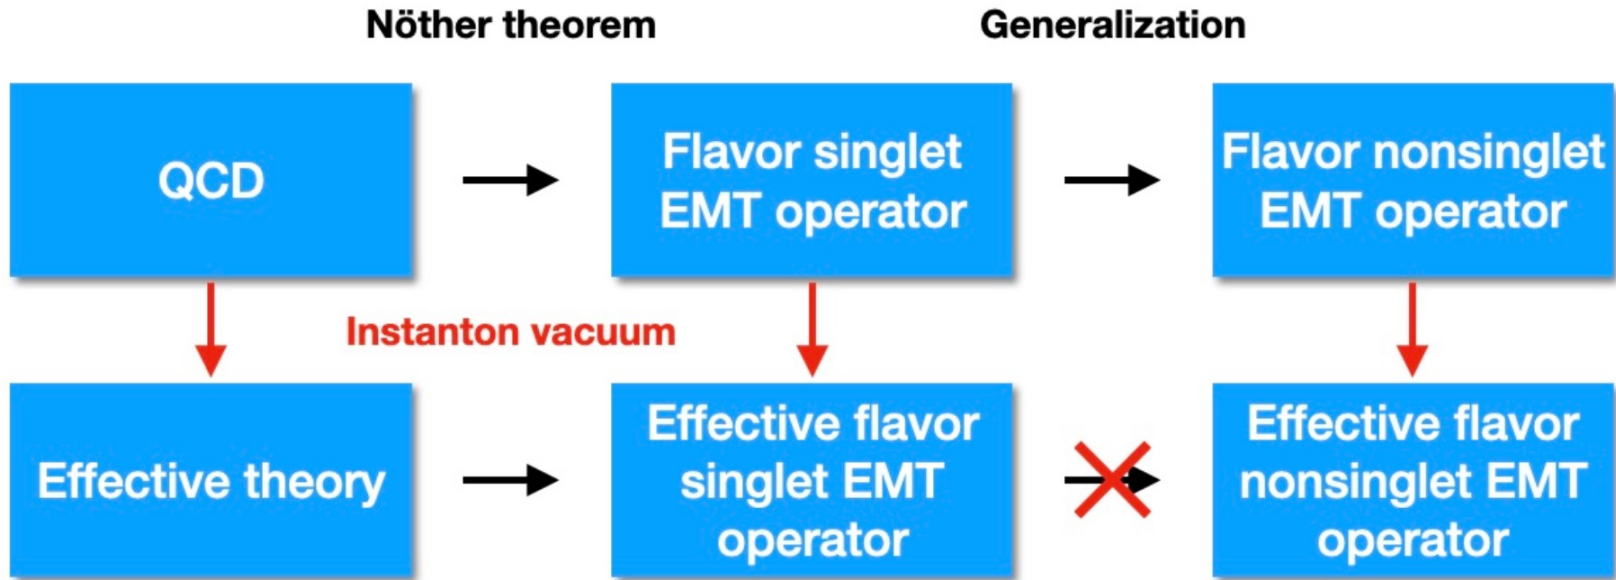 Nöther theorem
Generalization
QCD
Flavor singlet
EMT operator
Flavor nonsinglet
EMT operator
Instanton vacuum
Effective theory
Effective flavor
singlet EMT
operator
Effective flavor
nonsinglet EMT
operator